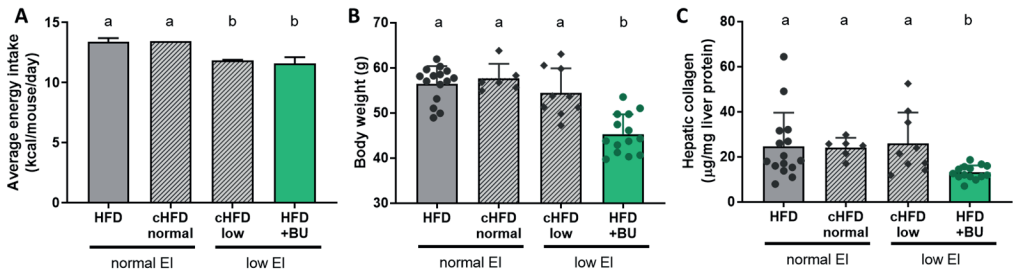 A
Average energy intake
(kcal/mouse/day)
a a b b
15
10
5
0
HFD cHFD cHFD HFD
normal low +BU
normal EI low EI
B
Body weight (g)
a a a b
70
60
50
40
30
HFD cHFD cHFD HFD
normal low +BU
normal EI low EI
C
Hepatic collagen
(μg/mg liver protein)
a a a b
80
60
40
20
0
HFD cHFD cHFD HFD
normal low +BU
normal EI low EI